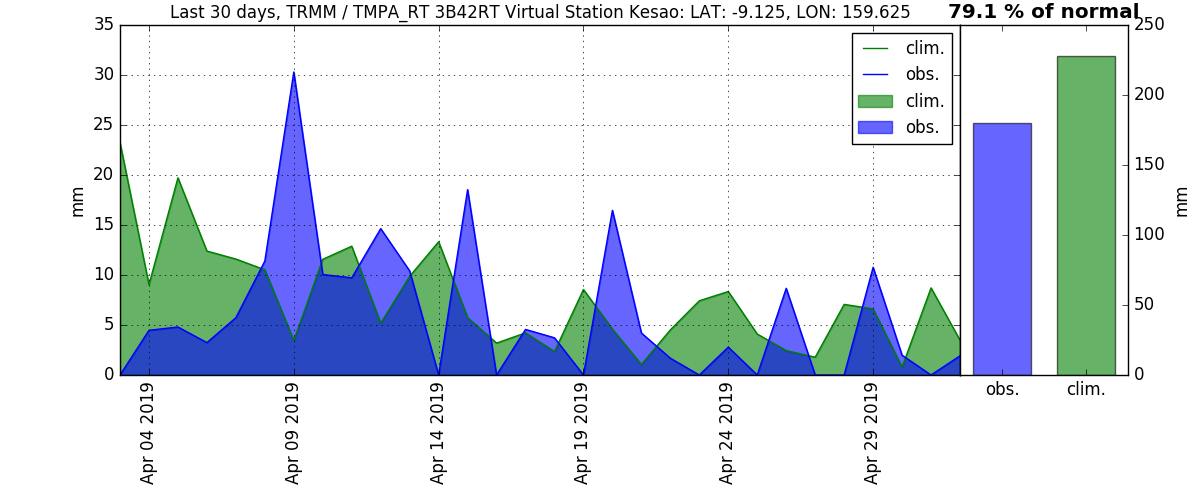 Last 30 days, TRMM / TMPA_RT 3B42RT Virtual Station Kesao: LAT: -9.125, LON: 159.625
79.1 % of normal
35
30
25
20
15
10
5
0
mm
clim.
obs.
clim.
obs.
Apr 04 2019
Apr 09 2019
Apr 14 2019
Apr 19 2019
Apr 24 2019
Apr 29 2019
250
200
150
100
50
0
mm
obs.
clim.